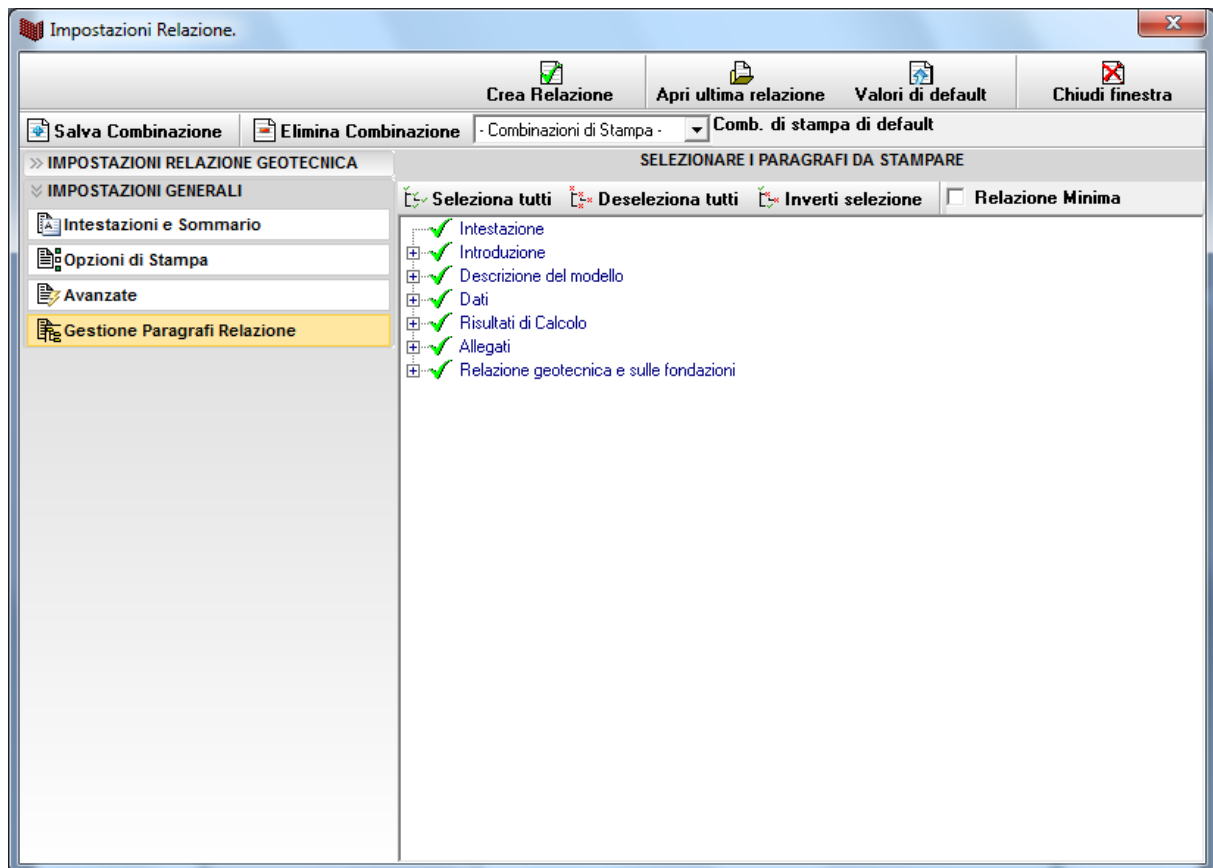 Impostazioni Relazione.
Crea Relazione Apri ultima relazione Valori di default Chiudi finestra
Salva Combinazione Elimina Combinazione - Combinazioni di Stampa - Comb. di stampa di default
IMPOSTAZIONI RELAZIONE GEOTECNICA
IMPOSTAZIONI GENERALI
Intestazioni e Sommario
Opzioni di Stampa
Avanzate
Gestione Paragrafi Relazione
SELEZIONARE I PARAGRAFI DA STAMPARE
Seleziona tutti Deseleziona tutti Inverti selezione Relazione Minima
Intestazione
Introduzione
Descrizione del modello
Dati
Risultati di Calcolo
Allegati
Relazione geotecnica e sulle fondazioni